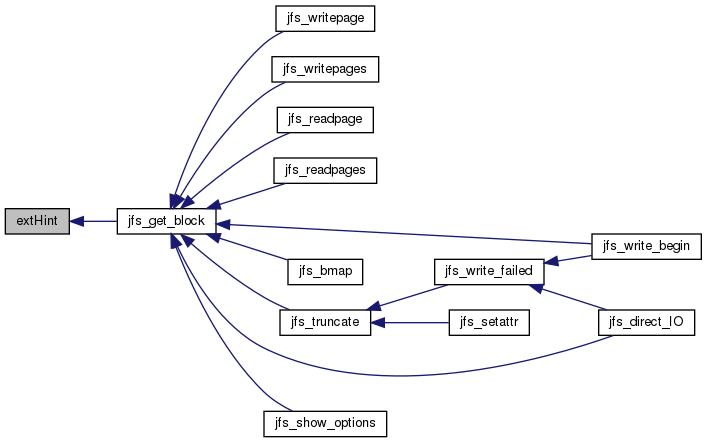 jfs_writepage
jfs_writepages
jfs_readpage
jfs_readpages
extHint
jfs_get_block
jfs_write_begin
jfs_bmap
jfs_write_failed
jfs_truncate
jfs_setattr
jfs_direct_IO
jfs_show_options